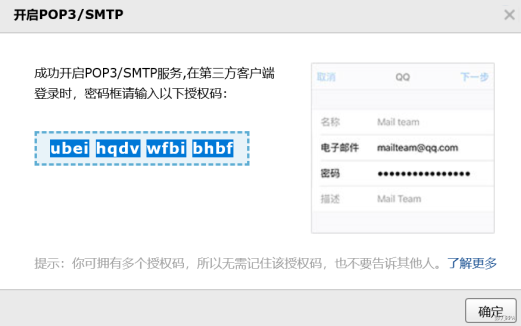 开启POP3/SMTP
成功开启POP3/SMTP服务,在第三方客户端
登录时，密码框请输入以下授权码：
ubei hqdv wfbi bhbf
取消 QQ 下一步
名称 Mail team
电子邮件 mailteam@qq.com
密码 ●●●●●●●●●●●●●●●●
描述 Mail Team
提示：你可拥有多个授权码，所以无需记住该授权码，也不要告诉其他人。了解更多
确定